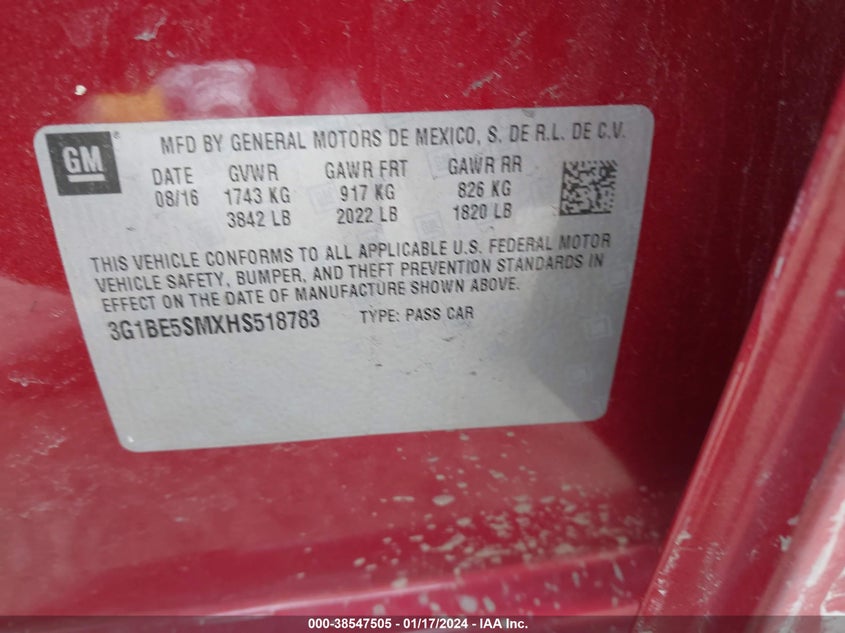 GM®
MFD BY GENERAL MOTORS DE MEXICO, S. DE R.L. DE C.V.
DATE GVWR GAWR FRT GAWR RR
08/16 1743 KG 917 KG 826 KG
3842 LB 2022 LB 1820 LB
THIS VEHICLE CONFORMS TO ALL APPLICABLE U.S. FEDERAL MOTOR
VEHICLE SAFETY, BUMPER, AND THEFT PREVENTION STANDARDS IN
EFFECT ON THE DATE OF MANUFACTURE SHOWN ABOVE.
3G1BE5SMXHS518783 TYPE: PASS CAR
000-38547505 - 01/17/2024 - IAA Inc.